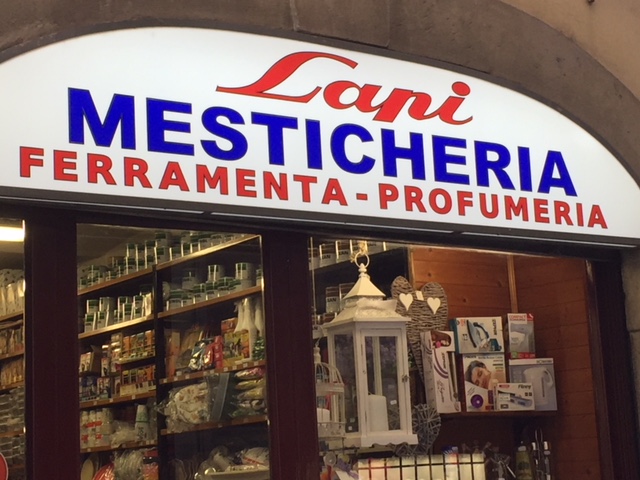 Lapi
MESTICHERIA
FERRAMENTA - PROFUMERIA